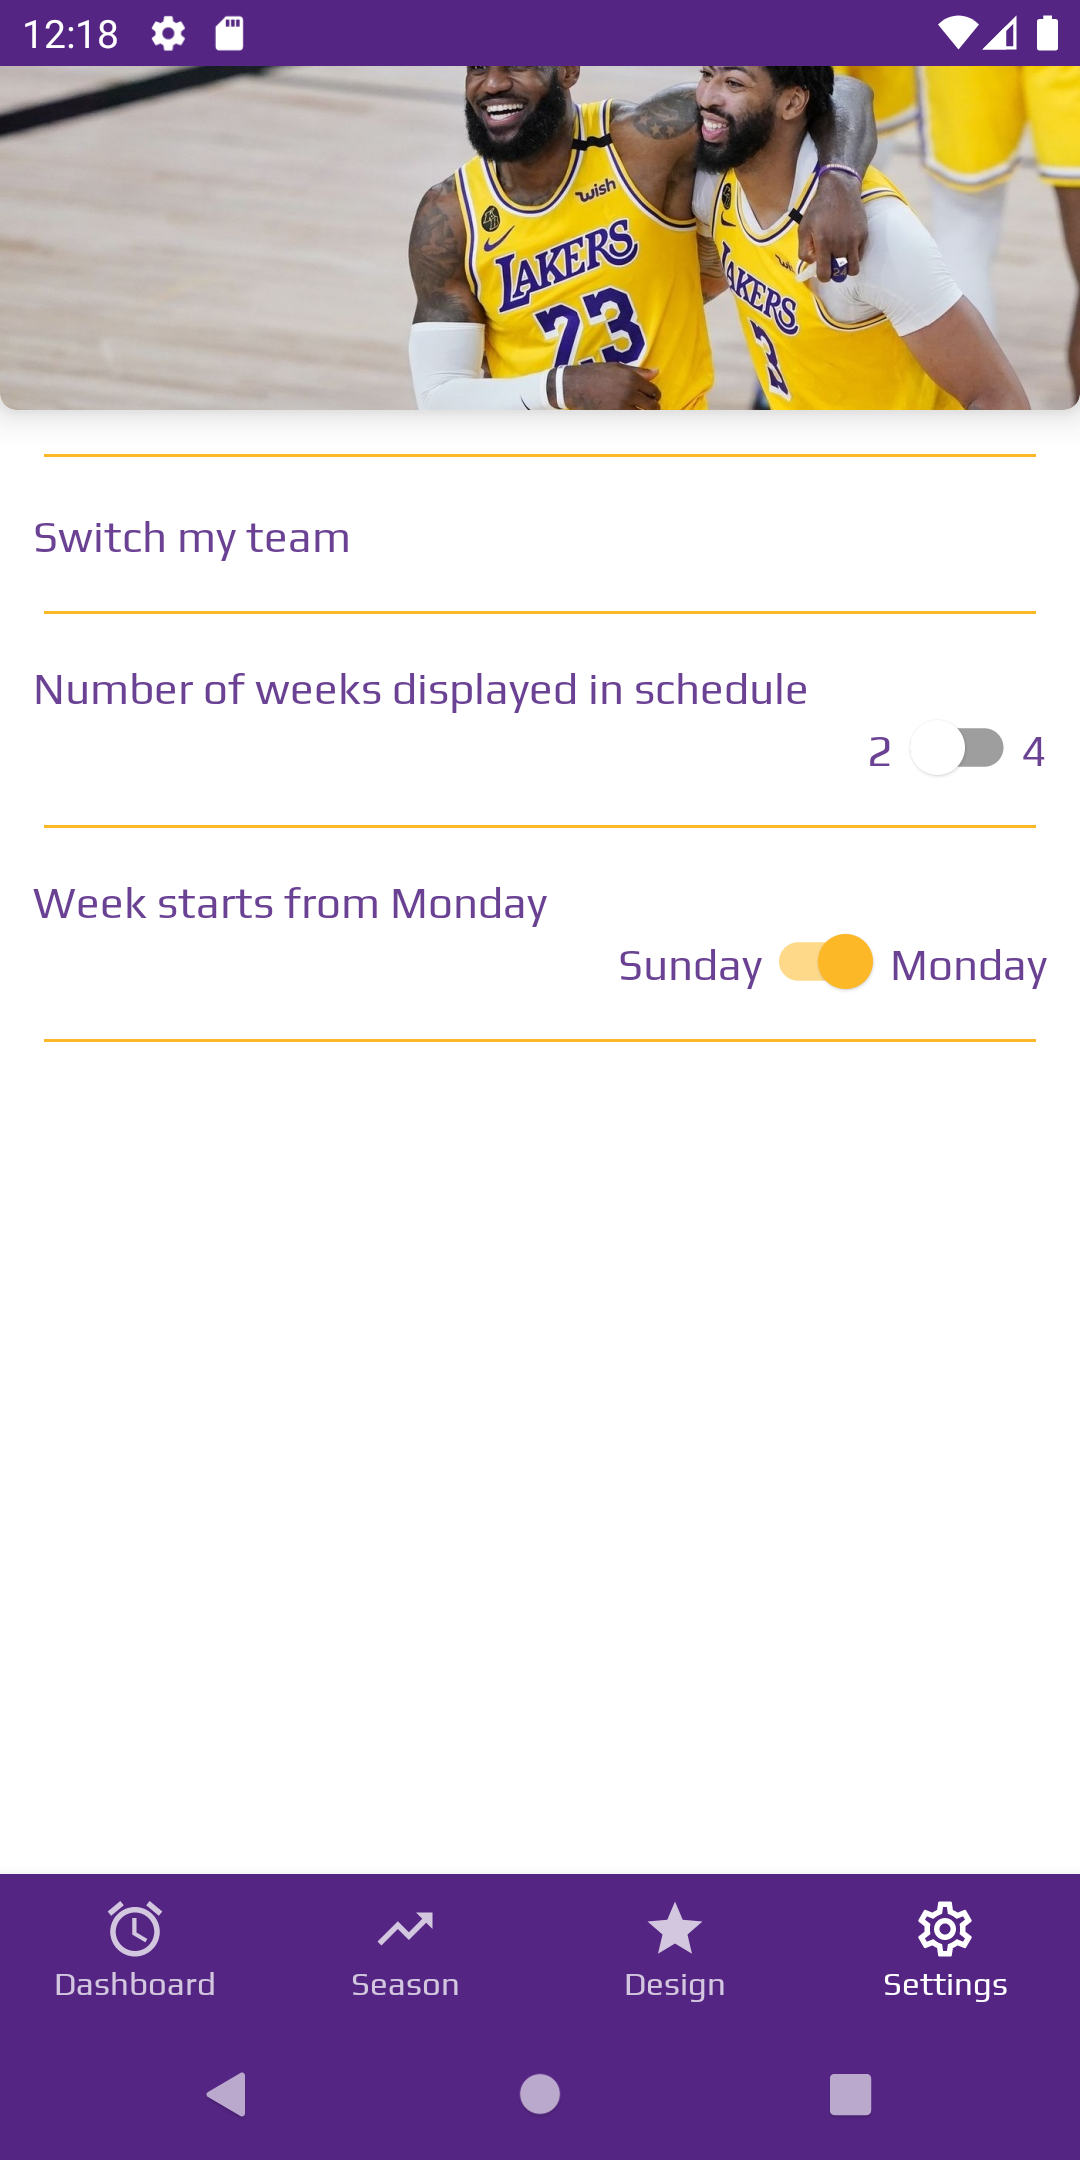 12:18
wish
LAKERS
23
LAKERS
3
Switch my team
Number of weeks displayed in schedule
2 4
Week starts from Monday
Sunday Monday
Dashboard Season Design Settings